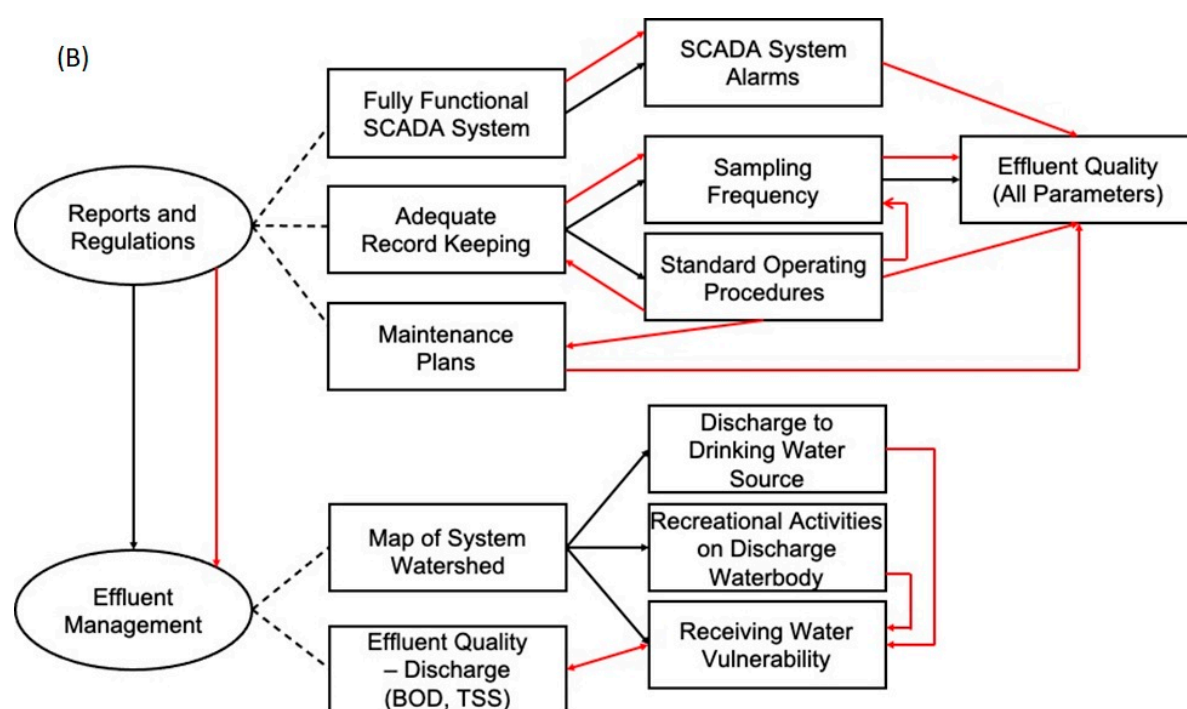 (B)
SCADA System
Alarms
Fully Functional
SCADA System
Sampling
Frequency
Effluent Quality
(All Parameters)
Reports and
Regulations
Adequate
Record Keeping
Standard Operating
Procedures
Maintenance
Plans
Discharge to
Drinking Water
Source
Map of System
Watershed
Recreational Activities
on Discharge
Waterbody
Effluent
Management
Effluent Quality
– Discharge
(BOD, TSS)
Receiving Water
Vulnerability